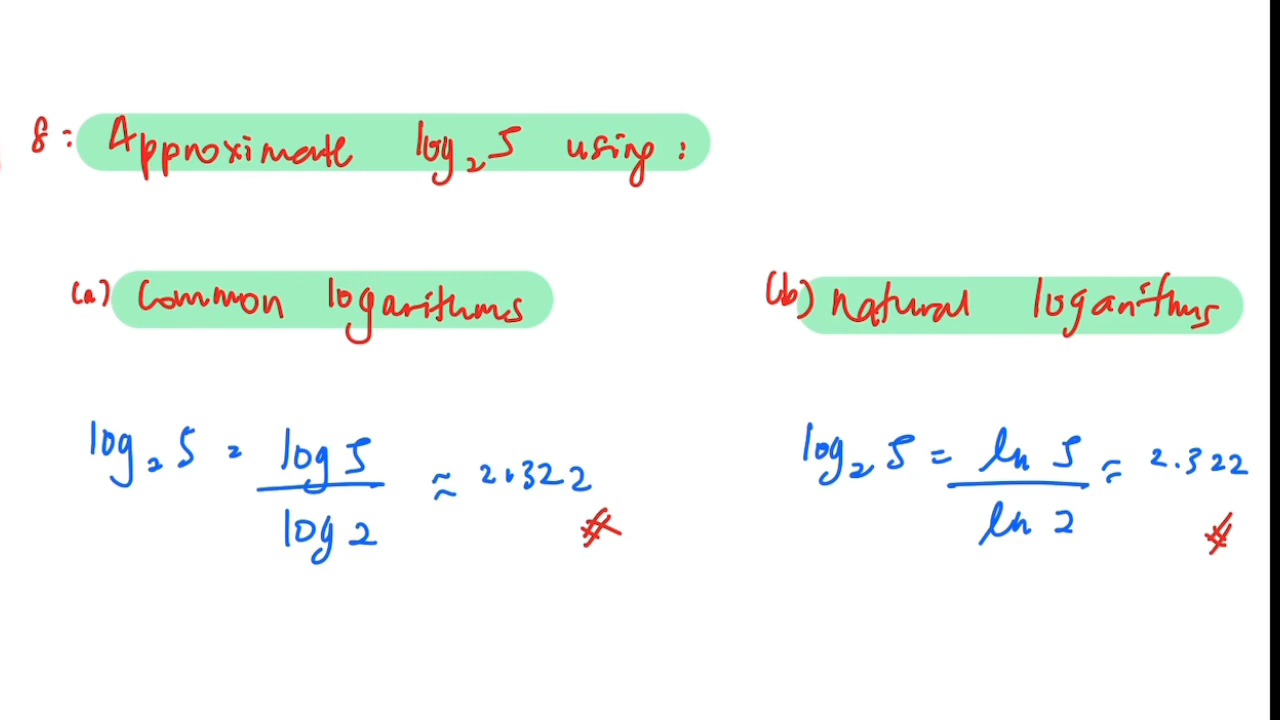 8: Approximate log₂5 using:
(a) Common logarithms
(b) natural logarithms
log₂5 = log 5 / log 2 ≈ 2.322
log₂5 = ln 5 / ln 2 ≈ 2.322